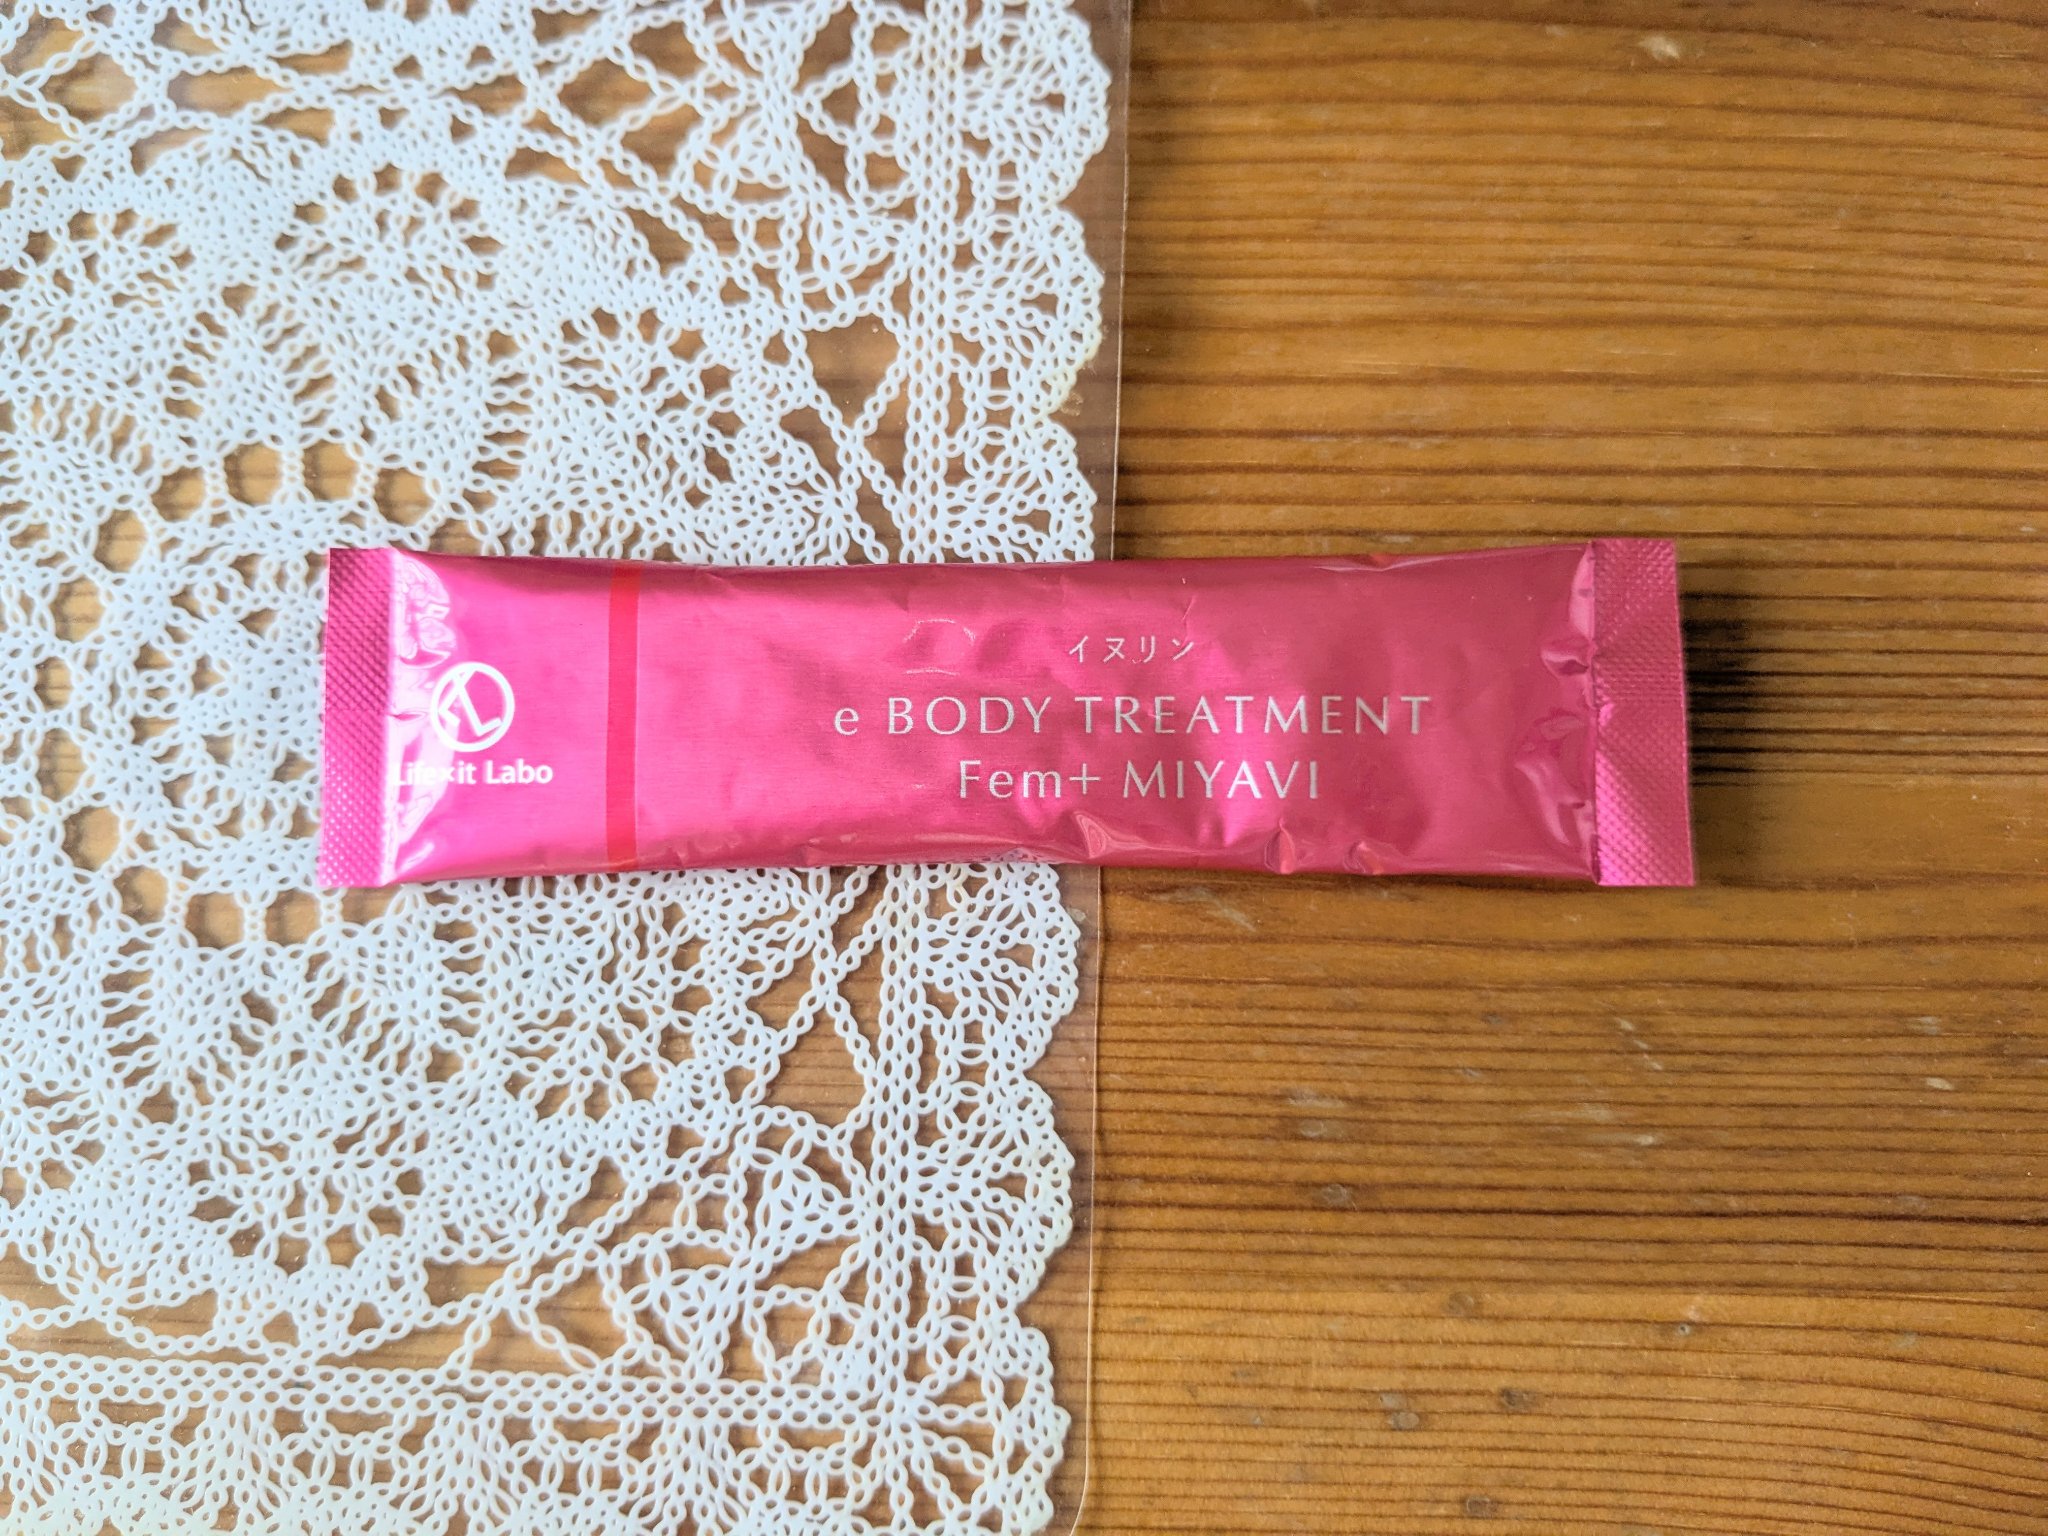 Life×it Labo
イヌリン
e BODY TREATMENT
Fem+ MIYAVI